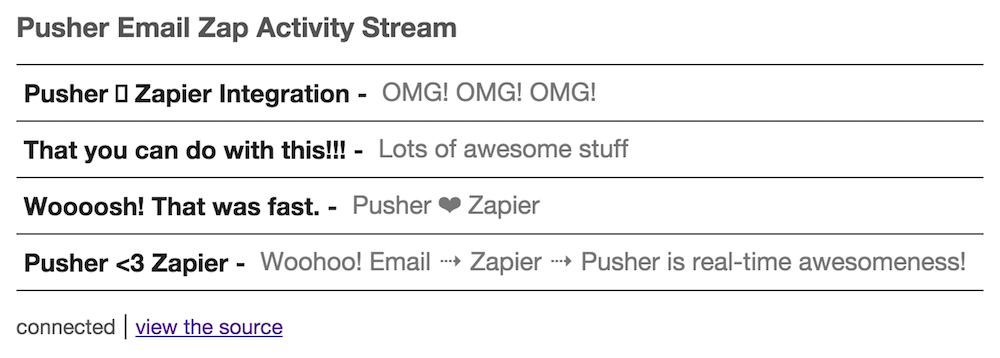 Pusher Email Zap Activity Stream
Pusher ▯ Zapier Integration - OMG! OMG! OMG!
That you can do with this!!! - Lots of awesome stuff
Woooosh! That was fast. - Pusher ❤ Zapier
Pusher <3 Zapier - Woohoo! Email ⇢ Zapier ⇢ Pusher is real-time awesomeness!
connected | view the source